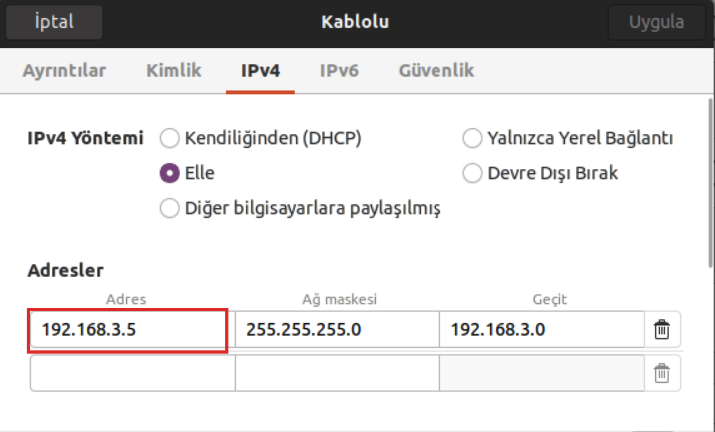 İptal Kablolu Uygula
Ayrıntılar Kimlik IPv4 IPv6 Güvenlik
IPv4 Yöntemi Kendiliğinden (DHCP) Yalnızca Yerel Bağlantı
Elle Devre Dışı Bırak
Diğer bilgisayarlara paylaşılmış
Adresler
Adres Ağ maskesi Geçit
192.168.3.5 255.255.255.0 192.168.3.0